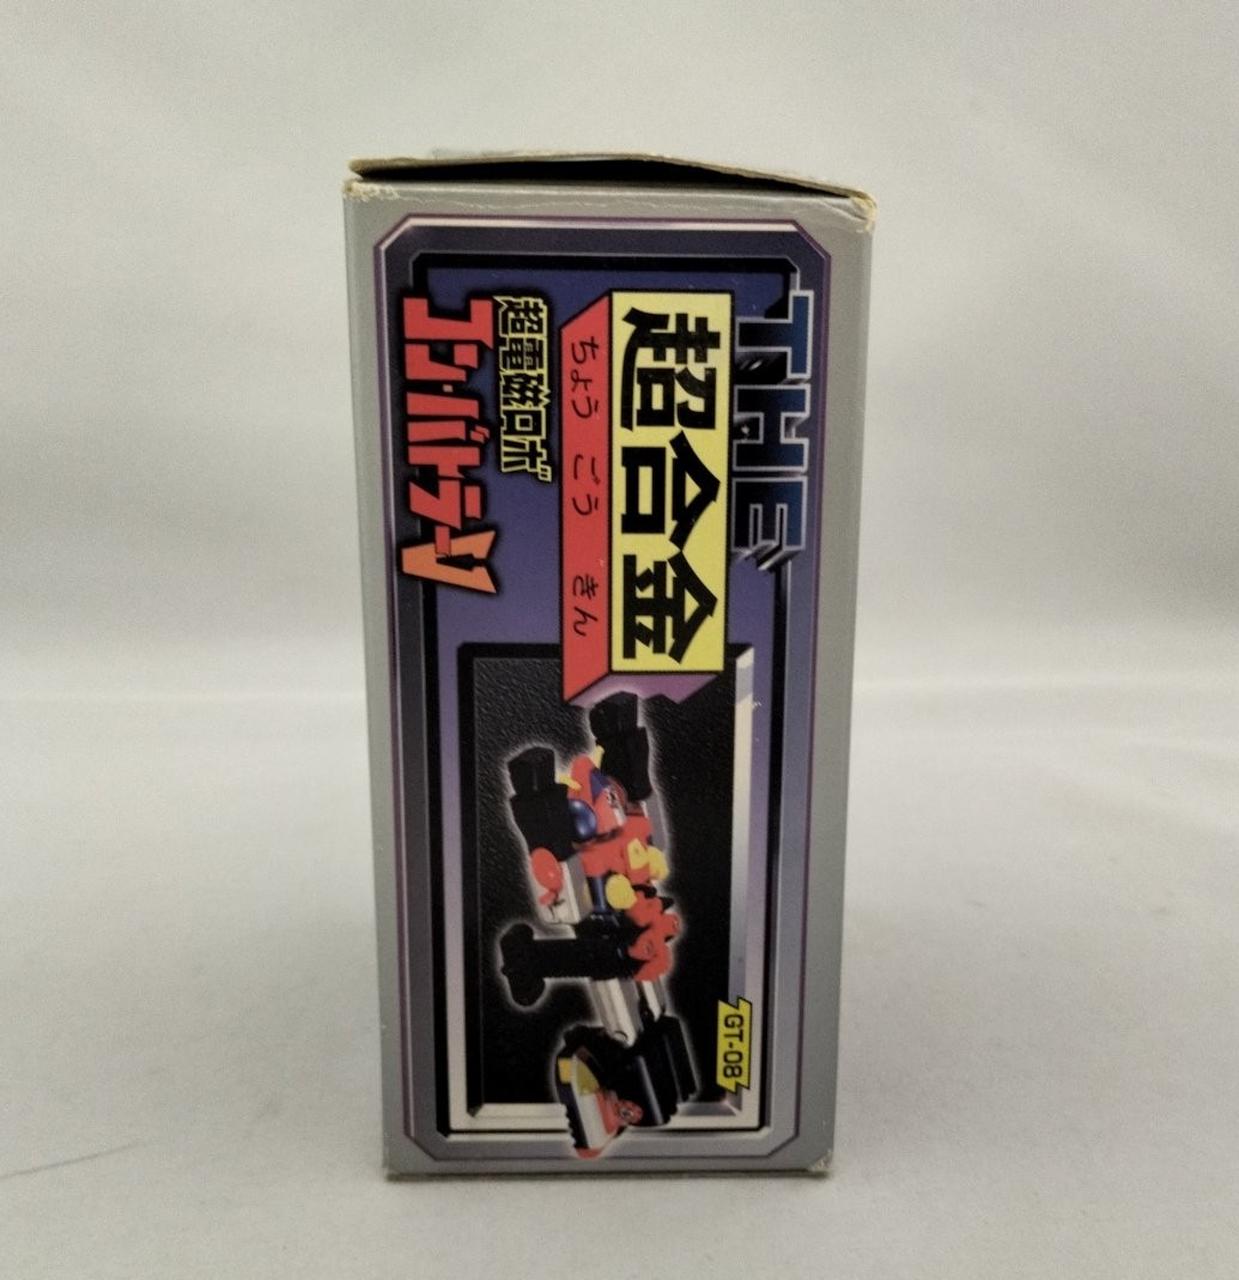 THE
超合金
ちょうごうきん
超電磁ロボ
コン・バトラーV
GT-08